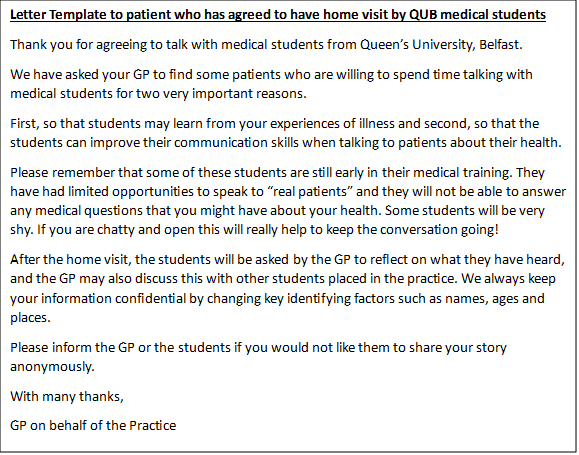 Letter Template to patient who has agreed to have home visit by QUB medical students
Thank you for agreeing to talk with medical students from Queen's University, Belfast.
We have asked your GP to find some patients who are willing to spend time talking with
medical students for two very important reasons.
First, so that students may learn from your experiences of illness and second, so that the
students can improve their communication skills when talking to patients about their health.
Please remember that some of these students are still early in their medical training. They
have had limited opportunities to speak to “real patients” and they will not be able to answer
any medical questions that you might have about your health. Some students will be very
shy. If you are chatty and open this will really help to keep the conversation going!
After the home visit, the students will be asked by the GP to reflect on what they have heard,
and the GP may also discuss this with other students placed in the practice. We always keep
your information confidential by changing key identifying factors such as names, ages and
places.
Please inform the GP or the students if you would not like them to share your story
anonymously.
With many thanks,
GP on behalf of the Practice